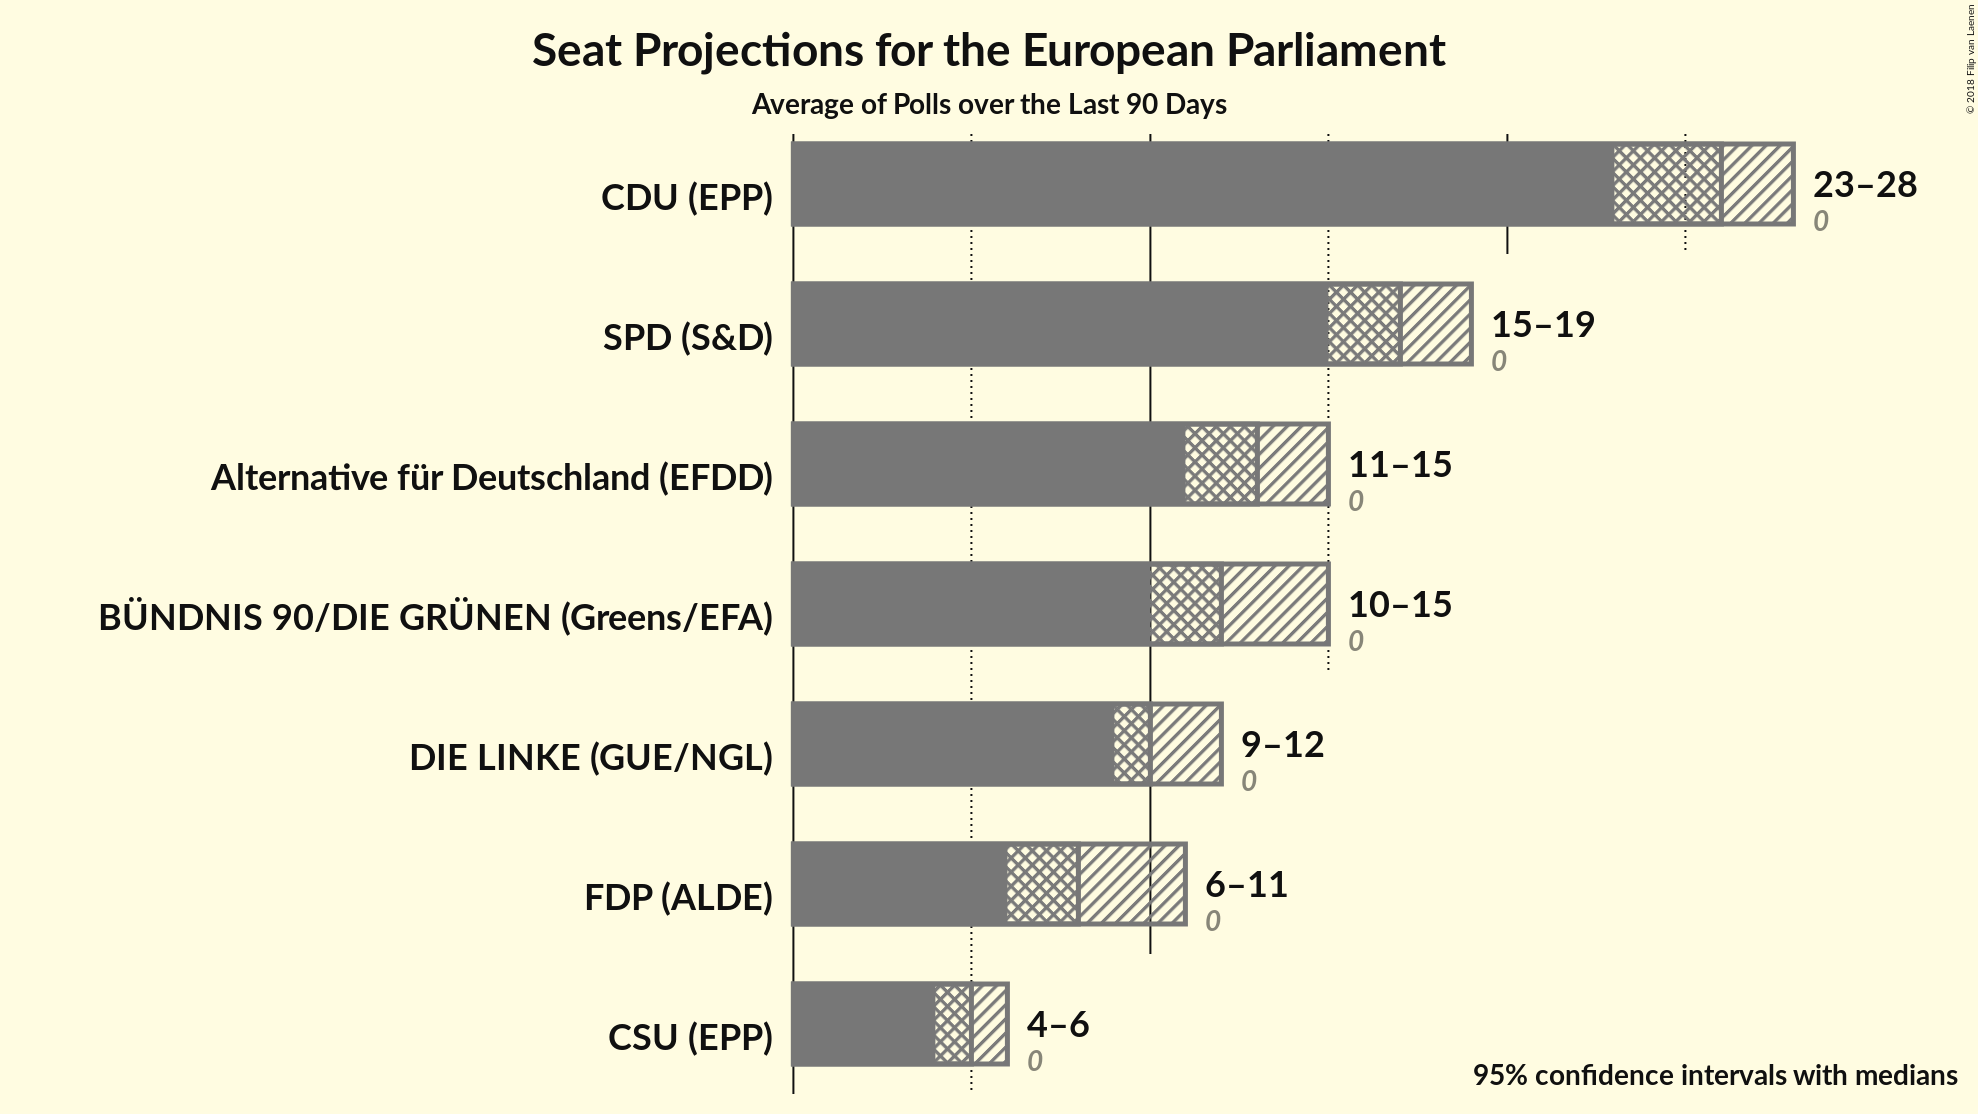 Seat Projections for the European Parliament
Average of Polls over the Last 90 Days
© 2018 Filip van Laenen
CDU (EPP)
23–28
0
SPD (S&D)
15–19
0
Alternative für Deutschland (EFDD)
11–15
0
BÜNDNIS 90/DIE GRÜNEN (Greens/EFA)
10–15
0
DIE LINKE (GUE/NGL)
9–12
0
FDP (ALDE)
6–11
0
CSU (EPP)
4–6
0
95% confidence intervals with medians